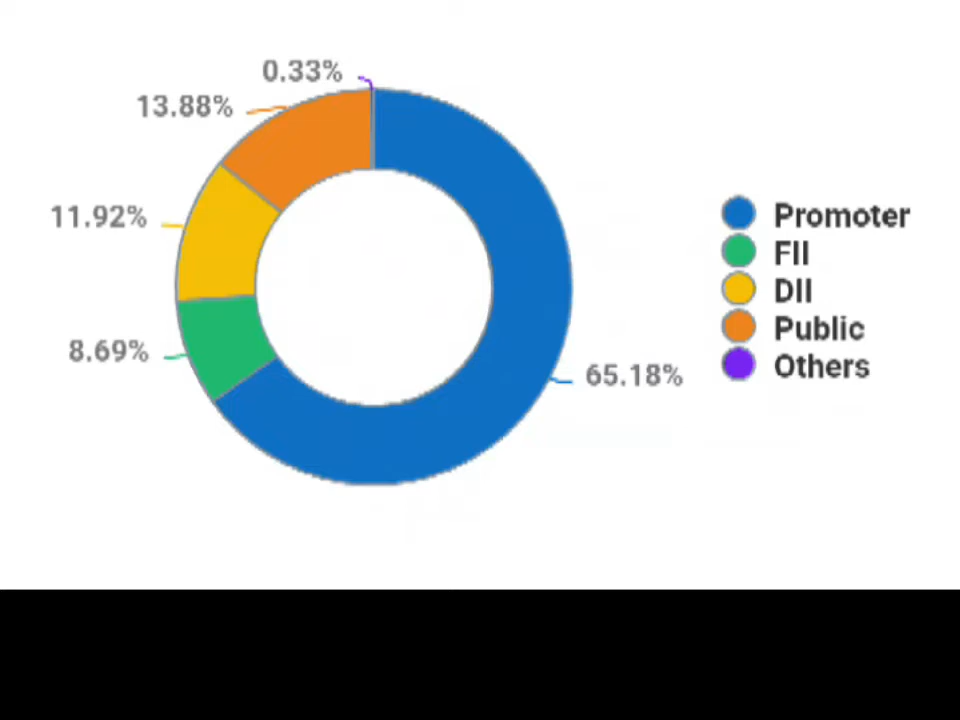 0.33%
13.88%
11.92%
8.69%
65.18%
Promoter
FII
DII
Public
Others